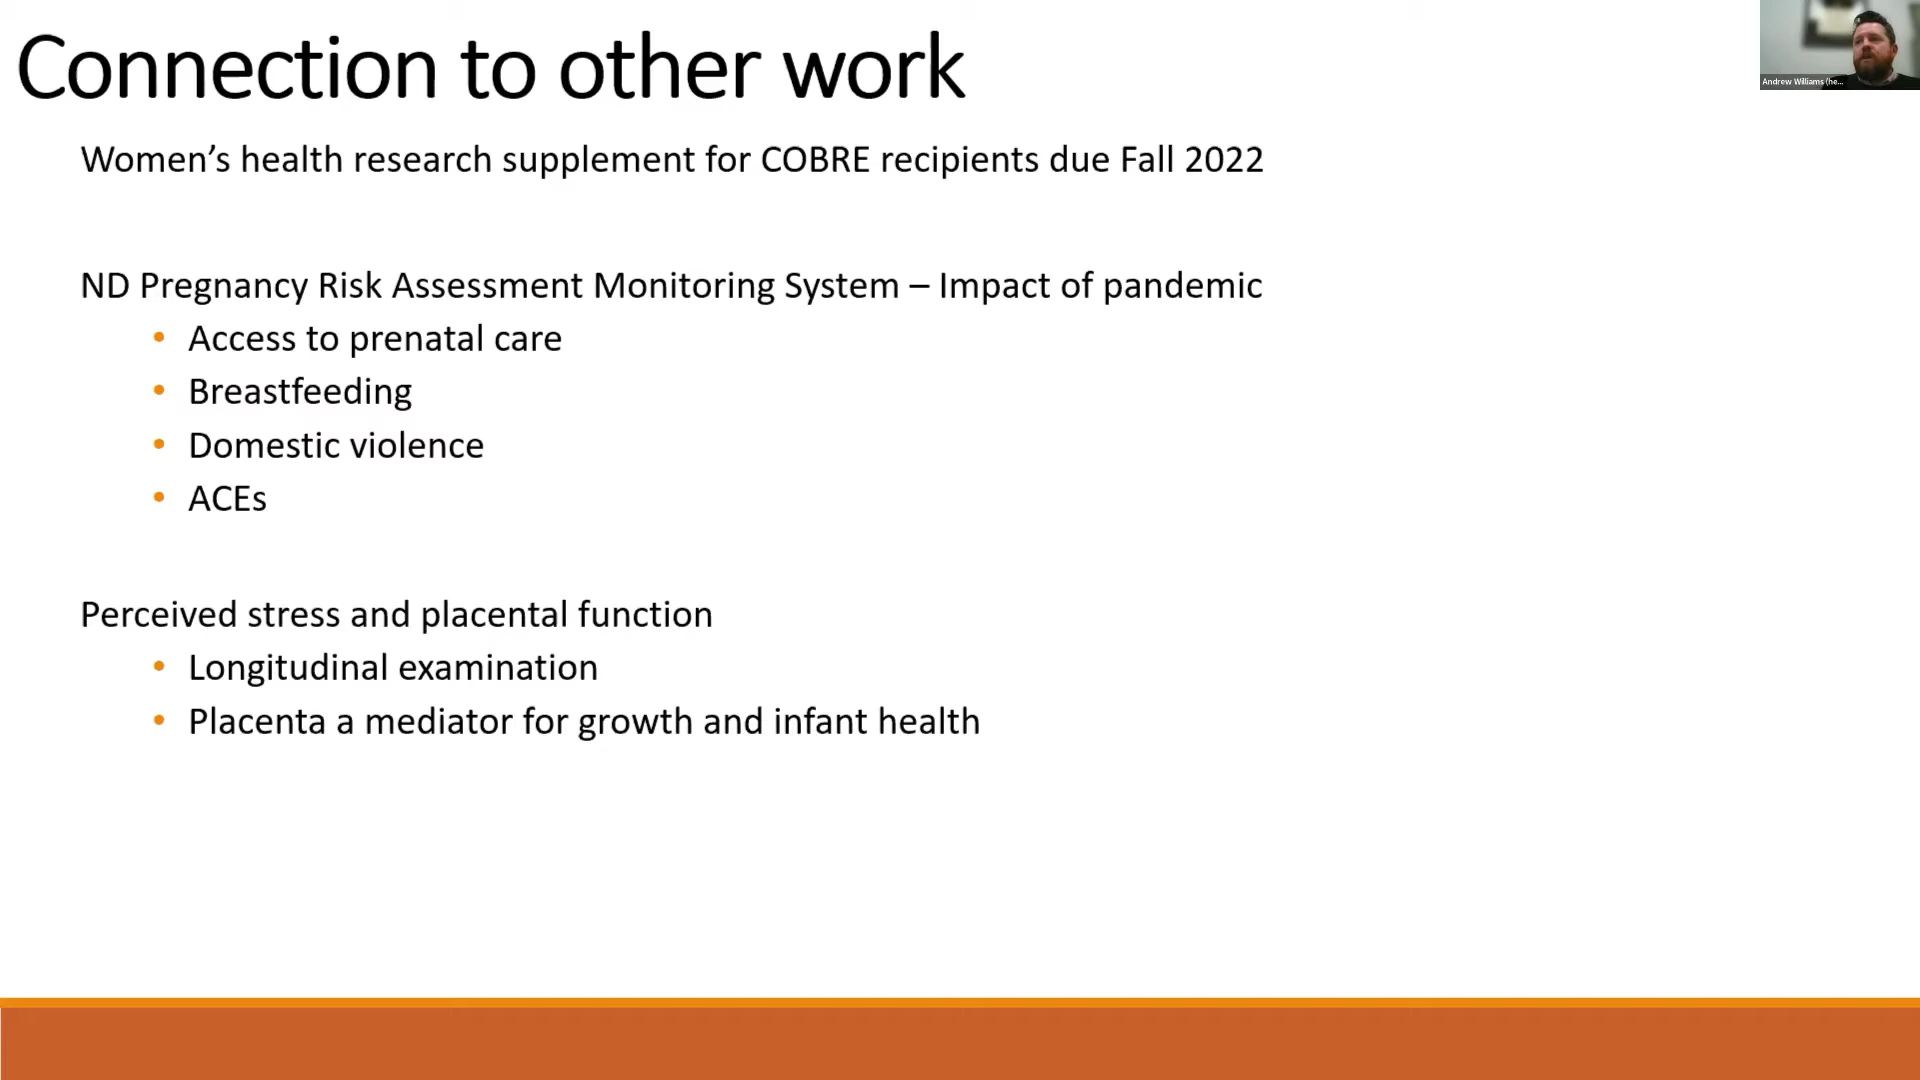 Connection to other work
Andrew Williams (he...
Women’s health research supplement for COBRE recipients due Fall 2022
ND Pregnancy Risk Assessment Monitoring System – Impact of pandemic
• Access to prenatal care
• Breastfeeding
• Domestic violence
• ACEs
Perceived stress and placental function
• Longitudinal examination
• Placenta a mediator for growth and infant health